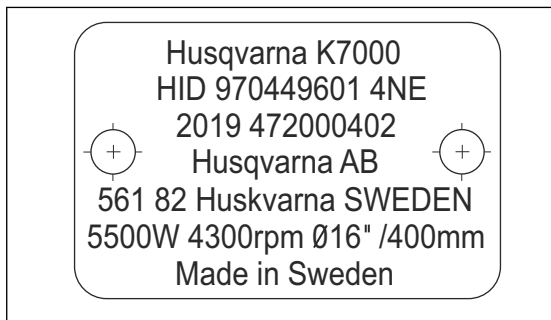 Husqvarna K7000
HID 970449601 4NE
2019 472000402
Husqvarna AB
561 82 Huskvarna SWEDEN
5500W 4300rpm Ø16" /400mm
Made in Sweden